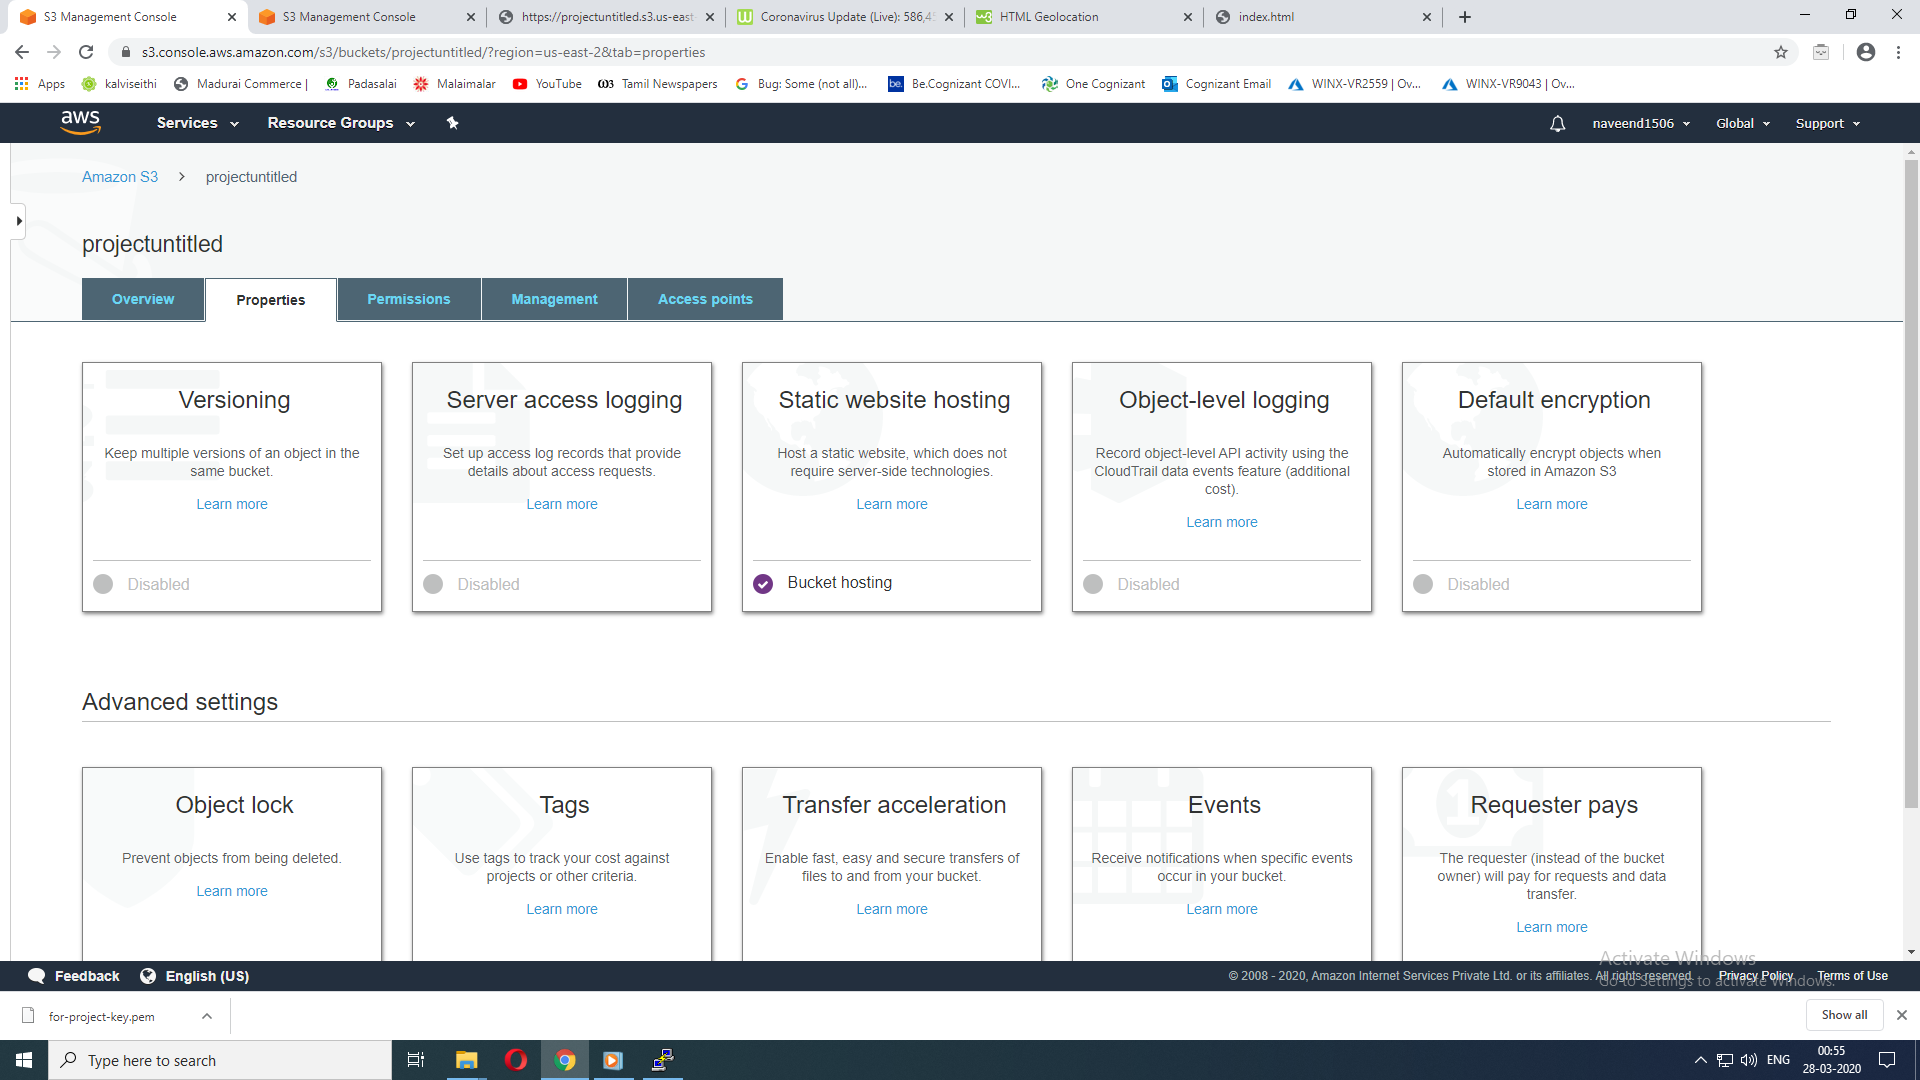 S3 Management Console
S3 Management Console
https://projectuntitled.s3.us-east-
Coronavirus Update (Live): 586,4
HTML Geolocation
index.html
s3.console.aws.amazon.com/s3/buckets/projectuntitled/?region=us-east-2&tab=properties
Apps
kalviseithi
Madurai Commerce |
Padasalai
Malaimalar
YouTube
Tamil Newspapers
Bug: Some (not all)...
Be.Cognizant COVI...
One Cognizant
Cognizant Email
WINX-VR2559 | Ov...
WINX-VR9043 | Ov...
aws
Services
Resource Groups
naveend1506
Global
Support
Amazon S3
projectuntitled
projectuntitled
Overview
Properties
Permissions
Management
Access points
Versioning
Keep multiple versions of an object in the
same bucket.
Learn more
Disabled
Server access logging
Set up access log records that provide
details about access requests.
Learn more
Disabled
Static website hosting
Host a static website, which does not
require server-side technologies.
Learn more
Bucket hosting
Object-level logging
Record object-level API activity using the
CloudTrail data events feature (additional
cost).
Learn more
Disabled
Default encryption
Automatically encrypt objects when
stored in Amazon S3
Learn more
Disabled
Advanced settings
Object lock
Prevent objects from being deleted.
Learn more
Tags
Use tags to track your cost against
projects or other criteria.
Learn more
Transfer acceleration
Enable fast, easy and secure transfers of
files to and from your bucket.
Learn more
Events
Receive notifications when specific events
occur in your bucket.
Learn more
Requester pays
The requester (instead of the bucket
owner) will pay for requests and data
transfer.
Learn more
Activate Windows
Go to Settings to activate Windows.
Feedback
English (US)
© 2008 - 2020, Amazon Internet Services Private Ltd. or its affiliates. All rights reserved.
Privacy Policy
Terms of Use
for-project-key.pem
Show all
Type here to search
ENG
00:55
28-03-2020